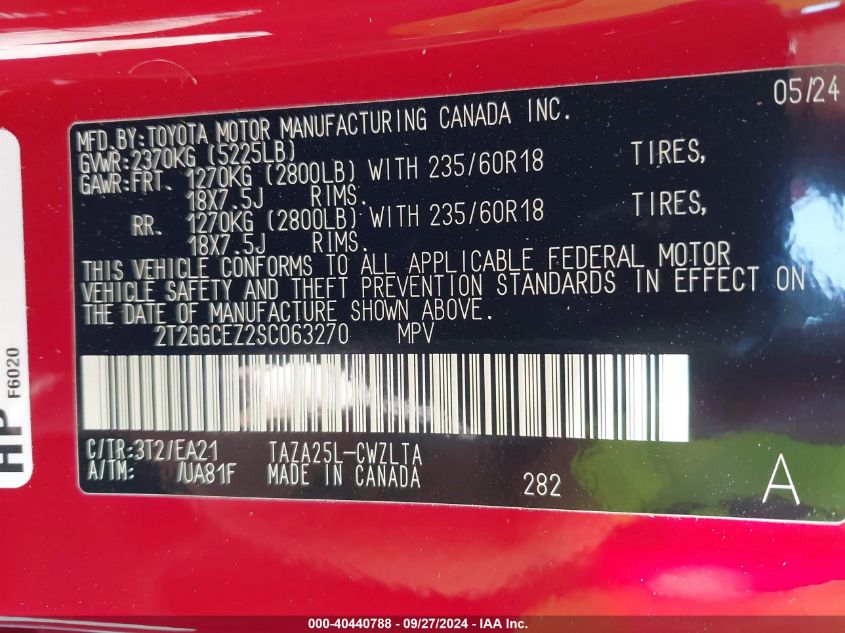 05/24
MFD.BY:TOYOTA MOTOR MANUFACTURING CANADA INC.
GVWR:2370KG (5225LB)
GAWR:FRT. 1270KG (2800LB) WITH 235/60R18 TIRES,
18X7.5J RIMS.
RR. 1270KG (2800LB) WITH 235/60R18 TIRES,
18X7.5J RIMS.
THIS VEHICLE CONFORMS TO ALL APPLICABLE FEDERAL MOTOR
VEHICLE SAFETY AND THEFT PREVENTION STANDARDS IN EFFECT ON
THE DATE OF MANUFACTURE SHOWN ABOVE.
2T2GGCEZ2SC063270 MPV
C/TR:3T2/EA21 TAZA25L-CWZLTA
A/TM: /UA81F MADE IN CANADA 282 A
HP F6020
000-40440788 - 09/27/2024 - IAA Inc.